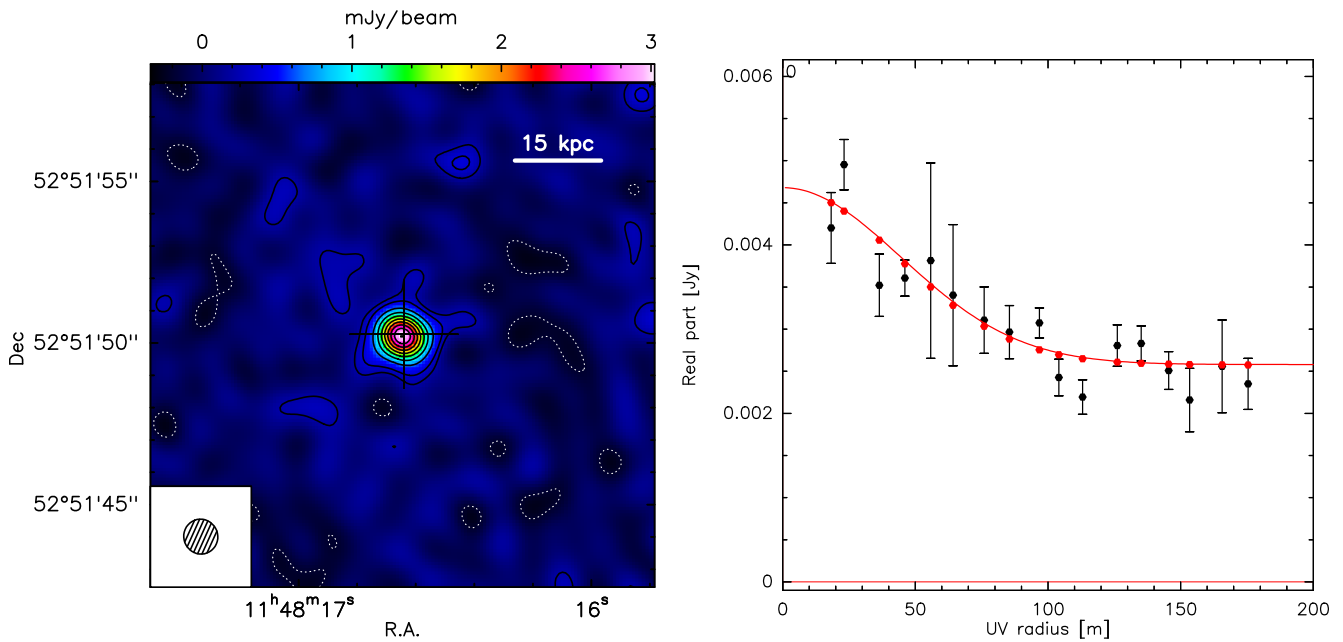 mJy/beam
0 1 2 3
15 kpc
52°51'55''
52°51'50''
52°51'45''
Dec
11ʰ48ᵐ17ˢ 16ˢ
R.A.
0
0.006
0.004
0.002
0
Real part [Jy]
0 50 100 150 200
UV radius [m]